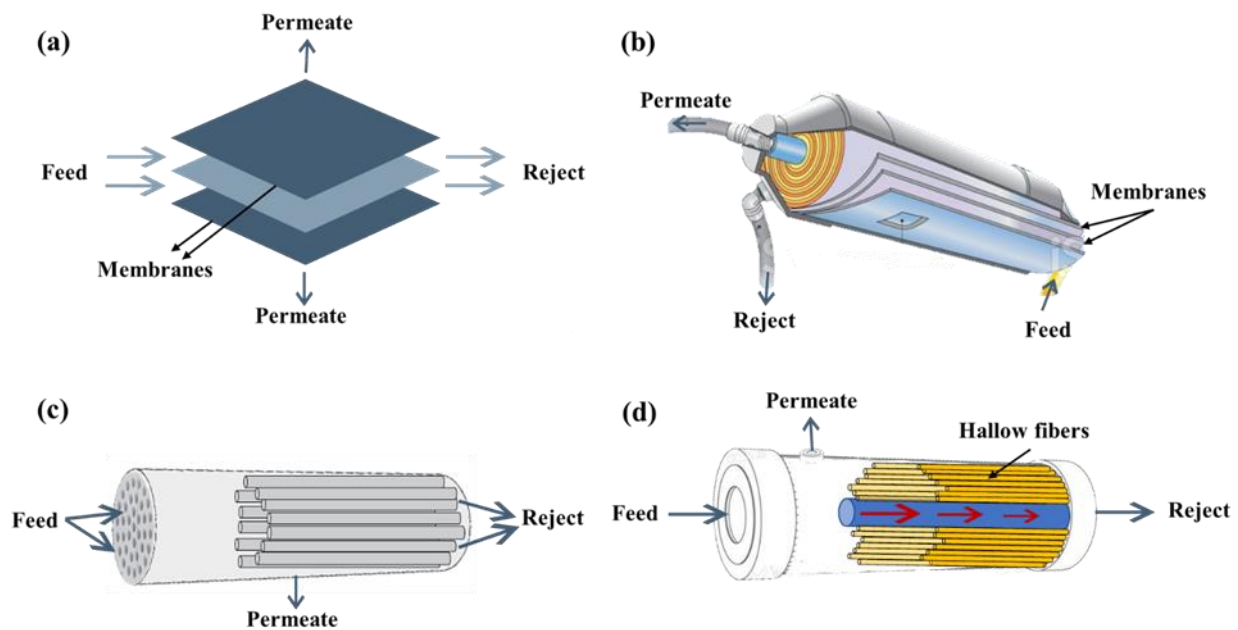 (a)
Permeate
Feed
Reject
Membranes
Permeate
(b)
Permeate
Membranes
Reject
Feed
(c)
Feed
Reject
Permeate
(d)
Permeate
Hallow fibers
Feed
Reject